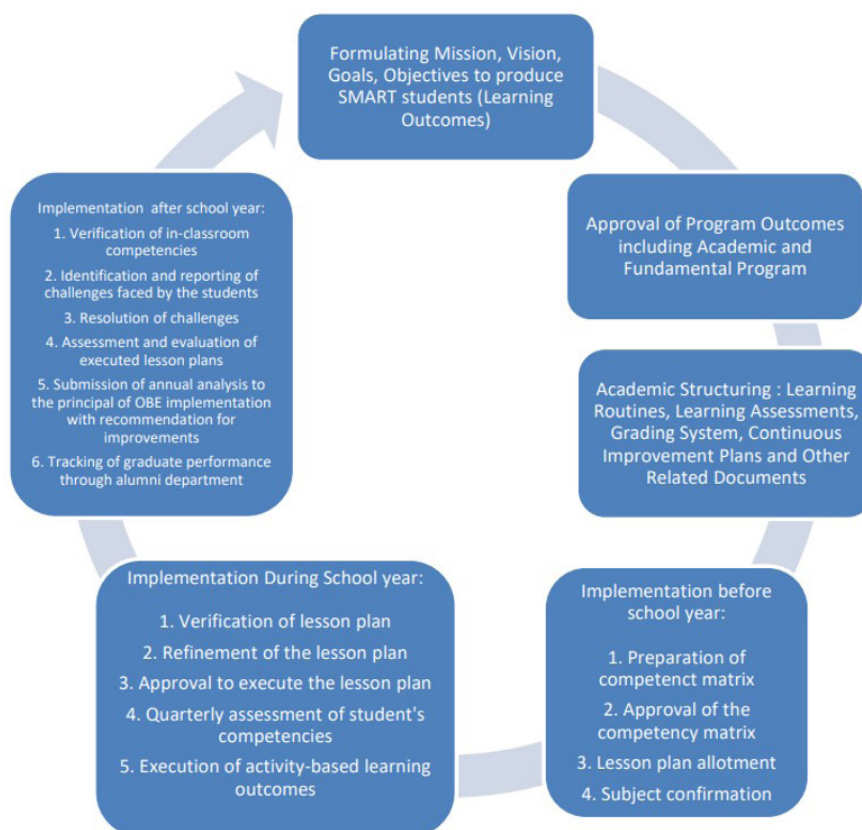 Formulating Mission, Vision,
Goals, Objectives to produce
SMART students (Learning
Outcomes)
Approval of Program Outcomes
including Academic and
Fundamental Program
Academic Structuring : Learning
Routines, Learning Assessments,
Grading System, Continuous
Improvement Plans and Other
Related Documents
Implementation before
school year:
1. Preparation of
competenct matrix
2. Approval of the
competency matrix
3. Lesson plan allotment
4. Subject confirmation
Implementation During School year:
1. Verification of lesson plan
2. Refinement of the lesson plan
3. Approval to execute the lesson plan
4. Quarterly assessment of student's
competencies
5. Execution of activity-based learning
outcomes
Implementation after school year:
1. Verification of in-classroom
competencies
2. Identification and reporting of
challenges faced by the students
3. Resolution of challenges
4. Assessment and evaluation of
executed lesson plans
5. Submission of annual analysis to
the principal of OBE implementation
with recommendation for
improvements
6. Tracking of graduate performance
through alumni department